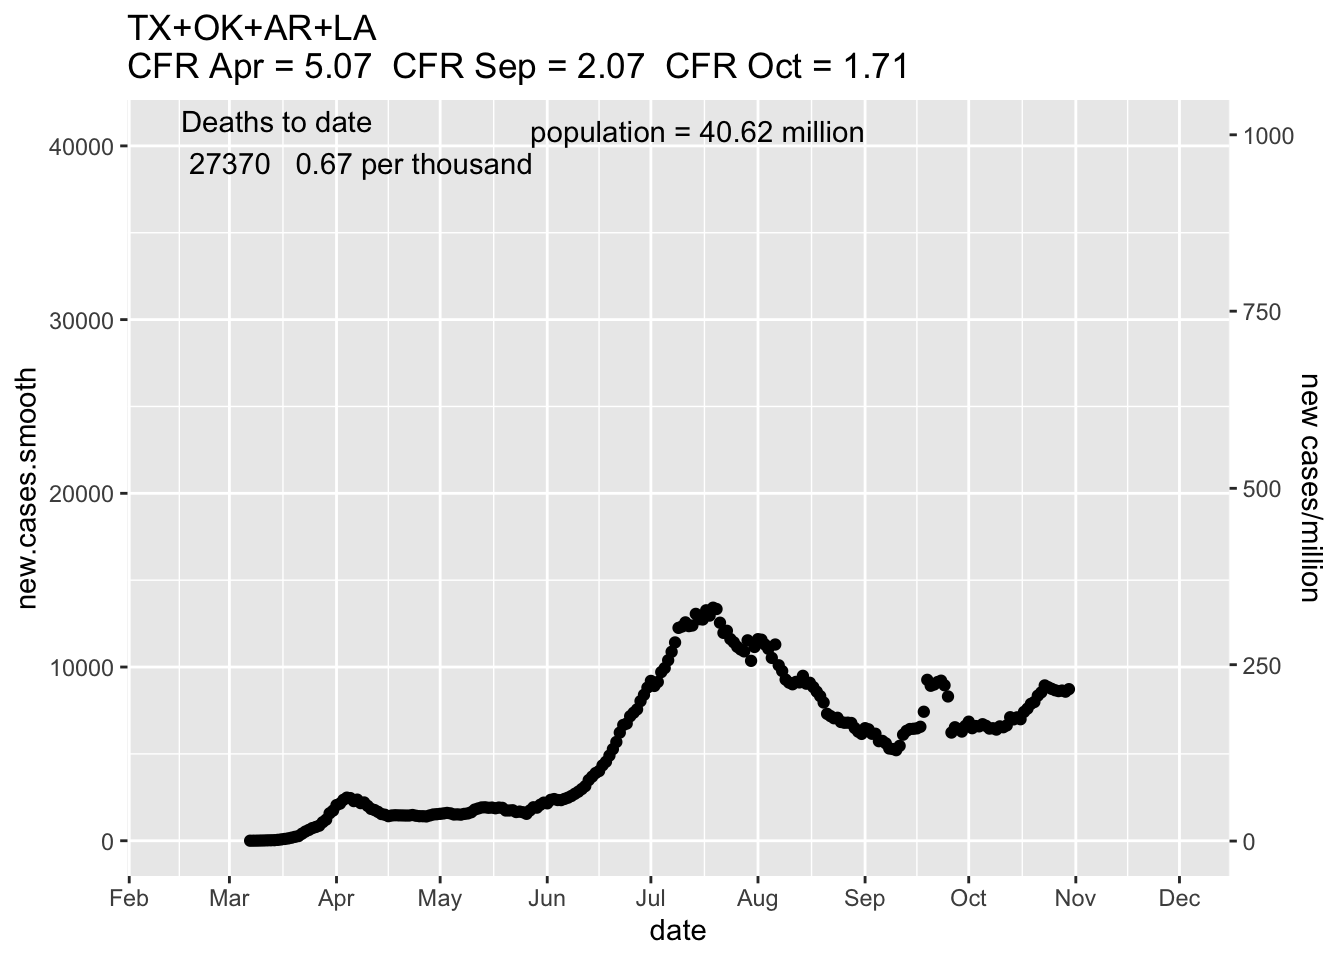 TX+OK+AR+LA
CFR Apr = 5.07  CFR Sep = 2.07  CFR Oct = 1.71
Deaths to date
population = 40.62 million
27370   0.67 per thousand
40000
30000
20000
10000
0
new.cases.smooth
1000
750
500
250
0
new cases/million
Feb Mar Apr May Jun Jul Aug Sep Oct Nov Dec
date